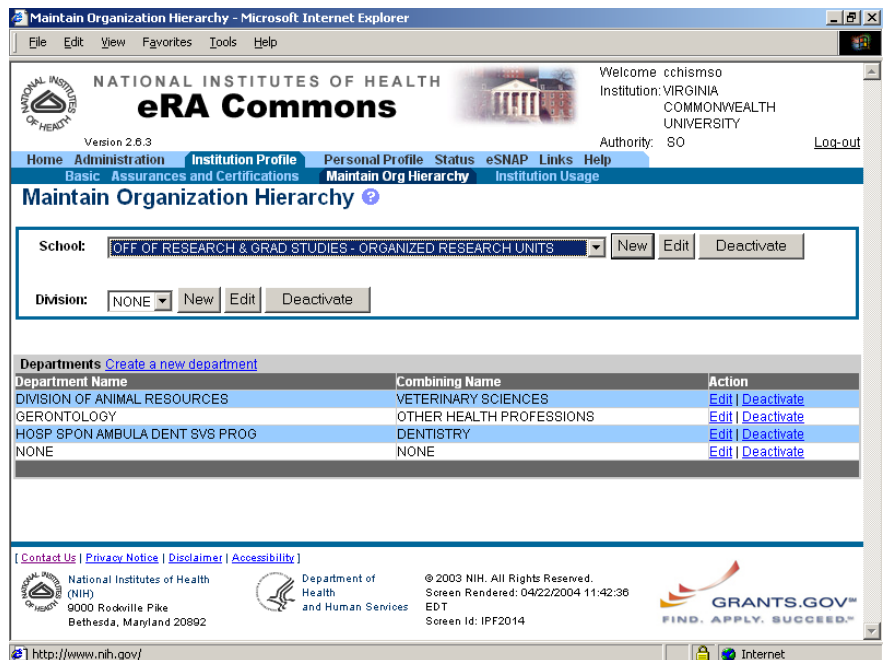 Maintain Organization Hierarchy - Microsoft Internet Explorer
File Edit View Favorites Tools Help
NATIONAL INSTITUTES OF HEALTH
eRA Commons
Version 2.6.3
Welcome cchismso
Institution: VIRGINIA
COMMONWEALTH
UNIVERSITY
Authority: SO Log-out
NATIONAL INSTITUTES OF HEALTH
Home Administration Institution Profile Personal Profile Status eSNAP Links Help
Basic Assurances and Certifications Maintain Org Hierarchy Institution Usage
Maintain Organization Hierarchy ?
School: OFF OF RESEARCH & GRAD STUDIES - ORGANIZED RESEARCH UNITS New Edit Deactivate
Division: NONE New Edit Deactivate
Departments Create a new department
Department Name Combining Name Action
DIVISION OF ANIMAL RESOURCES VETERINARY SCIENCES Edit | Deactivate
GERONTOLOGY OTHER HEALTH PROFESSIONS Edit | Deactivate
HOSP SPON AMBULA DENT SVS PROG DENTISTRY Edit | Deactivate
NONE NONE Edit | Deactivate
[ Contact Us | Privacy Notice | Disclaimer | Accessibility ]
National Institutes of Health
(NIH)
9000 Rockville Pike
Bethesda, Maryland 20892
Department of
Health
and Human Services
© 2003 NIH. All Rights Reserved.
Screen Rendered: 04/22/2004 11:42:36
EDT
Screen Id: IPF2014
GRANTS.GOV℠
FIND. APPLY. SUCCEED.℠
http://www.nih.gov/ Internet